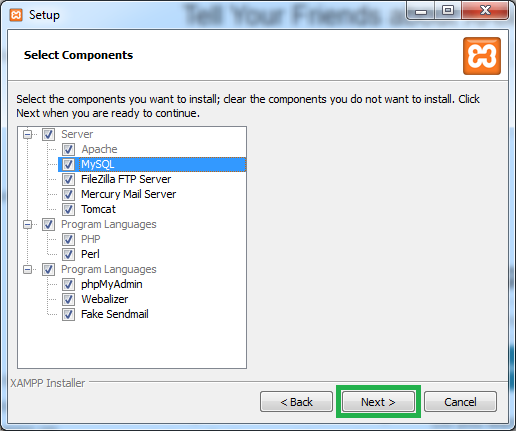 Setup
Tell Your Friends about
Select Components
Select the components you want to install; clear the components you do not want to install. Click
Next when you are ready to continue.
Server
Apache
MySQL
FileZilla FTP Server
Mercury Mail Server
Tomcat
Program Languages
PHP
Perl
Program Languages
phpMyAdmin
Webalizer
Fake Sendmail
XAMPP Installer
< Back
Next >
Cancel